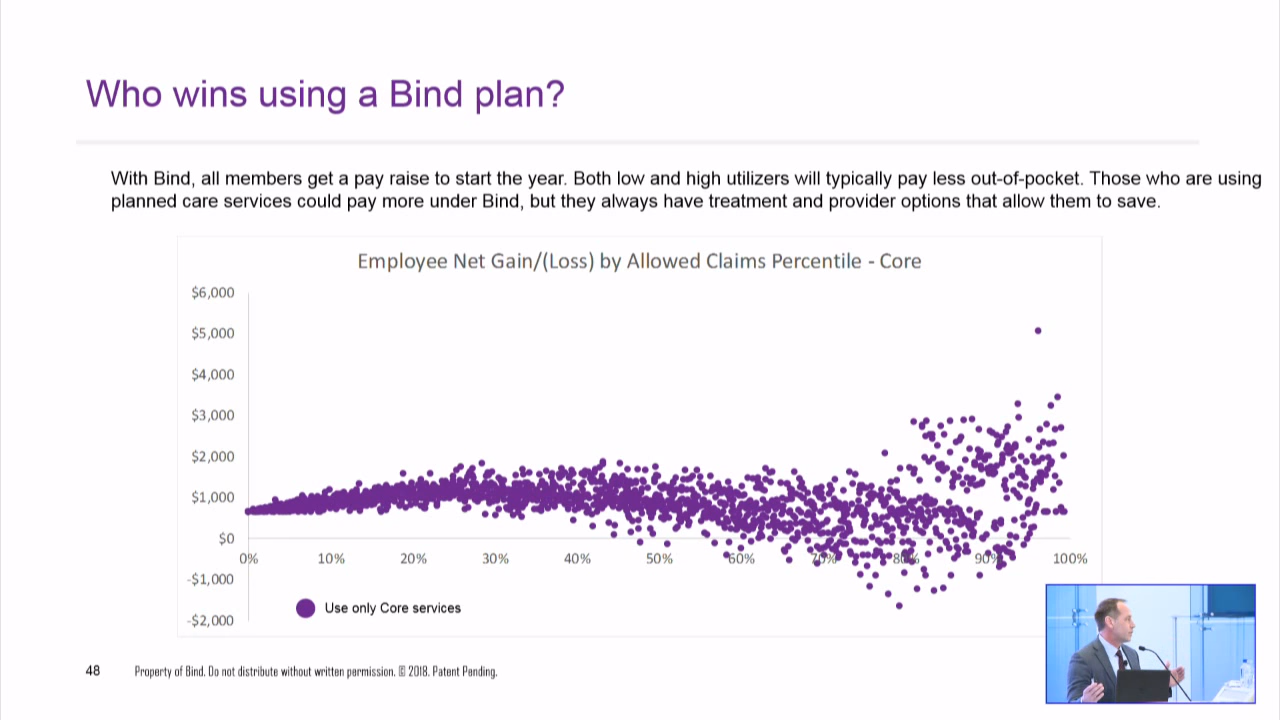 Who wins using a Bind plan?
With Bind, all members get a pay raise to start the year. Both low and high utilizers will typically pay less out-of-pocket. Those who are using
planned care services could pay more under Bind, but they always have treatment and provider options that allow them to save.
Employee Net Gain/(Loss) by Allowed Claims Percentile - Core
$6,000
$5,000
$4,000
$3,000
$2,000
$1,000
$0
0% 10% 20% 30% 40% 50% 60% 70% 80% 90% 100%
-$1,000
Use only Core services
-$2,000
48 Property of Bind. Do not distribute without written permission. © 2018. Patent Pending.